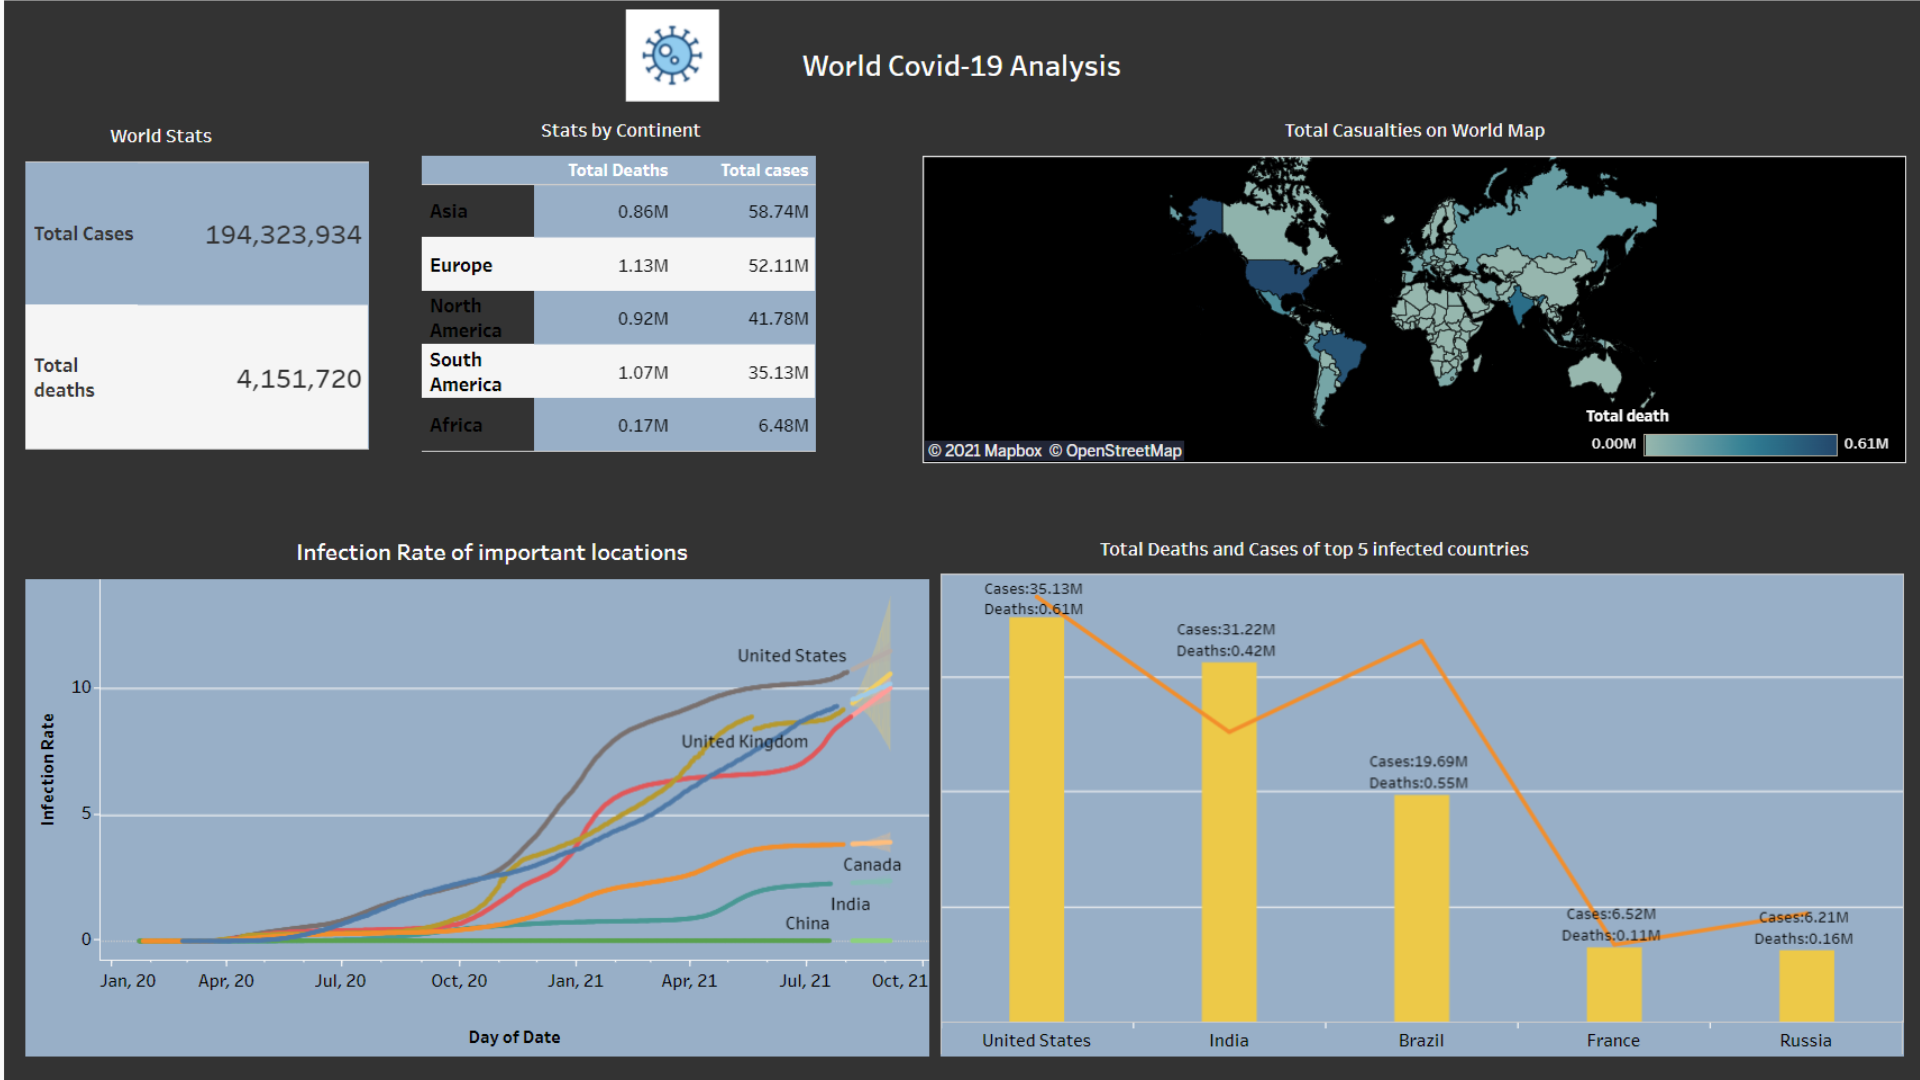 World Covid-19 Analysis
World Stats
Total Cases 194,323,934
Total
deaths 4,151,720
Stats by Continent
Total Deaths Total cases
Asia 0.86M 58.74M
Europe 1.13M 52.11M
North
America 0.92M 41.78M
South
America 1.07M 35.13M
Africa 0.17M 6.48M
Total Casualties on World Map
Total death
0.00M 0.61M
© 2021 Mapbox © OpenStreetMap
Infection Rate of important locations
Infection Rate
10
5
0
United States
United Kingdom
Canada
India
China
Jan, 20 Apr, 20 Jul, 20 Oct, 20 Jan, 21 Apr, 21 Jul, 21 Oct, 21
Day of Date
Total Deaths and Cases of top 5 infected countries
Cases:35.13M
Deaths:0.61M
Cases:31.22M
Deaths:0.42M
Cases:19.69M
Deaths:0.55M
Cases:6.52M
Deaths:0.11M
Cases:6.21M
Deaths:0.16M
United States India Brazil France Russia